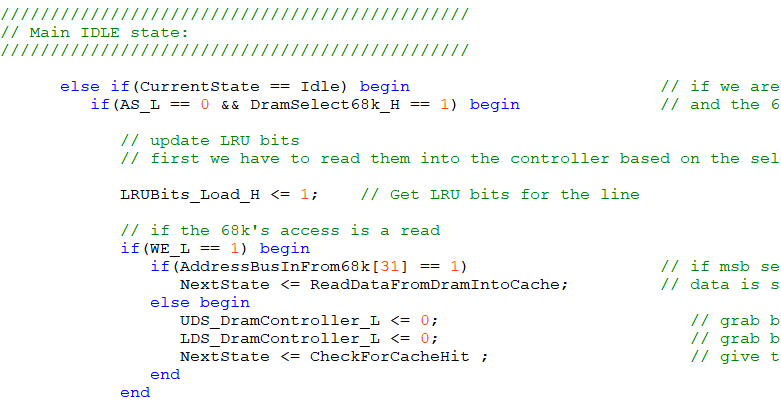 ///////////////////////////////////////////////
// Main IDLE state:
///////////////////////////////////////////////
else if(CurrentState == Idle) begin // if we are
if(AS_L == 0 && DramSelect68k_H == 1) begin // and the 6
// update LRU bits
// first we have to read them into the controller based on the sel
LRUBits_Load_H <= 1; // Get LRU bits for the line
// if the 68k's access is a read
if(WE_L == 1) begin
if(AddressBusInFrom68k[31] == 1) // if msb se
NextState <= ReadDataFromDramIntoCache; // data is s
else begin
UDS_DramController_L <= 0; // grab b
LDS_DramController_L <= 0; // grab b
NextState <= CheckForCacheHit ; // give t
end
end